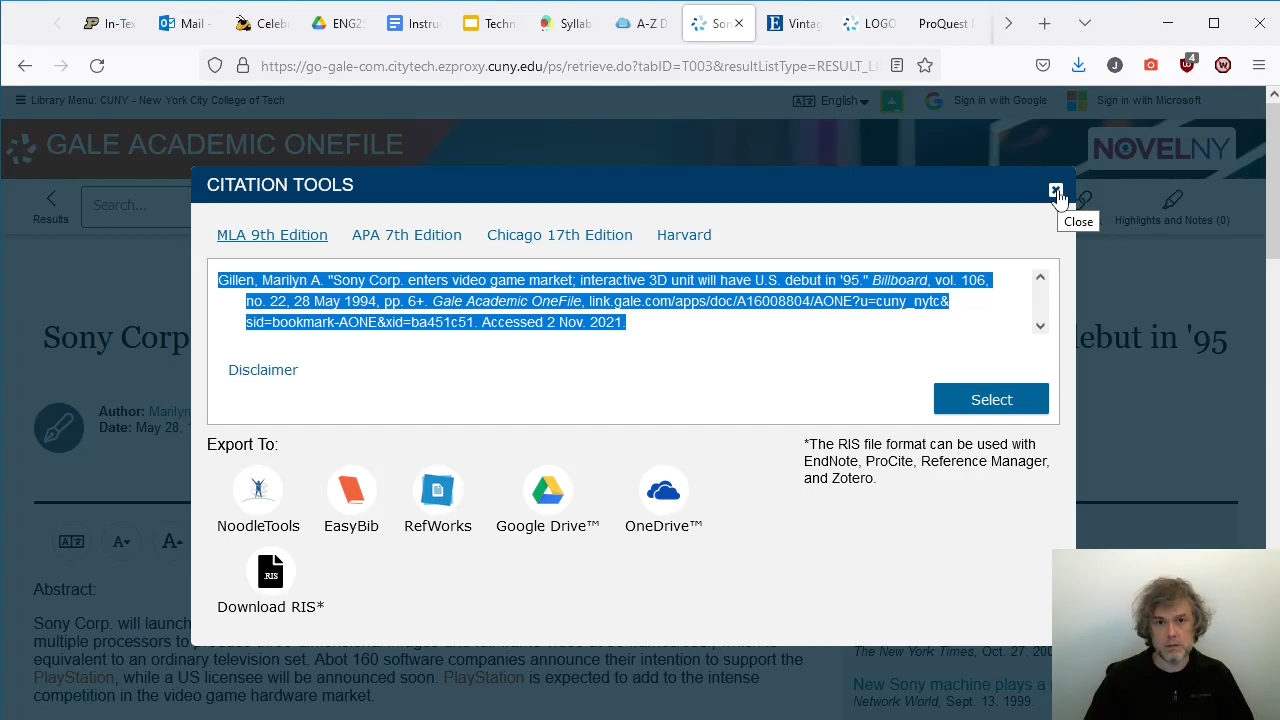 In-Tex
Mail -
Celeb
ENG2
Instruc
Techn
Syllab
A-Z D
Son
Vintag
LOGO
ProQuest
https://go-gale-com.citytech.ezproxy.cuny.edu/ps/retrieve.do?tabID=T003&resultListType=RESULT_LI
4
Library Menu: CUNY - New York City College of Tech
English
Sign in with Google
Sign in with Microsoft
GALE ACADEMIC ONEFILE
NOVELNY
CITATION TOOLS
Results
Search...
Highlights and Notes (0)
Close
MLA 9th Edition
APA 7th Edition
Chicago 17th Edition
Harvard
Gillen, Marilyn A. "Sony Corp. enters video game market; interactive 3D unit will have U.S. debut in '95." Billboard, vol. 106,
no. 22, 28 May 1994, pp. 6+. Gale Academic OneFile, link.gale.com/apps/doc/A16008804/AONE?u=cuny_nytc&
sid=bookmark-AONE&xid=ba451c51. Accessed 2 Nov. 2021.
Sony Corp
debut in '95
Disclaimer
Select
Author: Marilyn
Date: May 28, 1
Export To:
*The RIS file format can be used with
EndNote, ProCite, Reference Manager,
and Zotero.
NoodleTools
EasyBib
RefWorks
Google Drive™
OneDrive™
.RIS
Download RIS*
Abstract:
Sony Corp. will launch
multiple processors to
equivalent to an ordinary television set. Abot 160 software companies announce their intention to support the
PlayStation, while a US licensee will be announced soon. PlayStation is expected to add to the intense
competition in the video game hardware market.
The New York Times, Oct. 27, 200
New Sony machine plays a
Network World, Sept. 13, 1999.